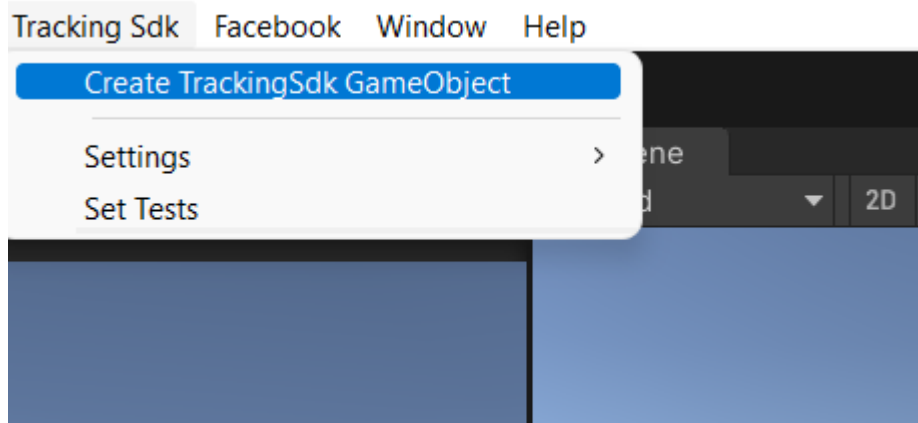 Tracking Sdk Facebook Window Help
Create TrackingSdk GameObject
Settings
Set Tests
2D